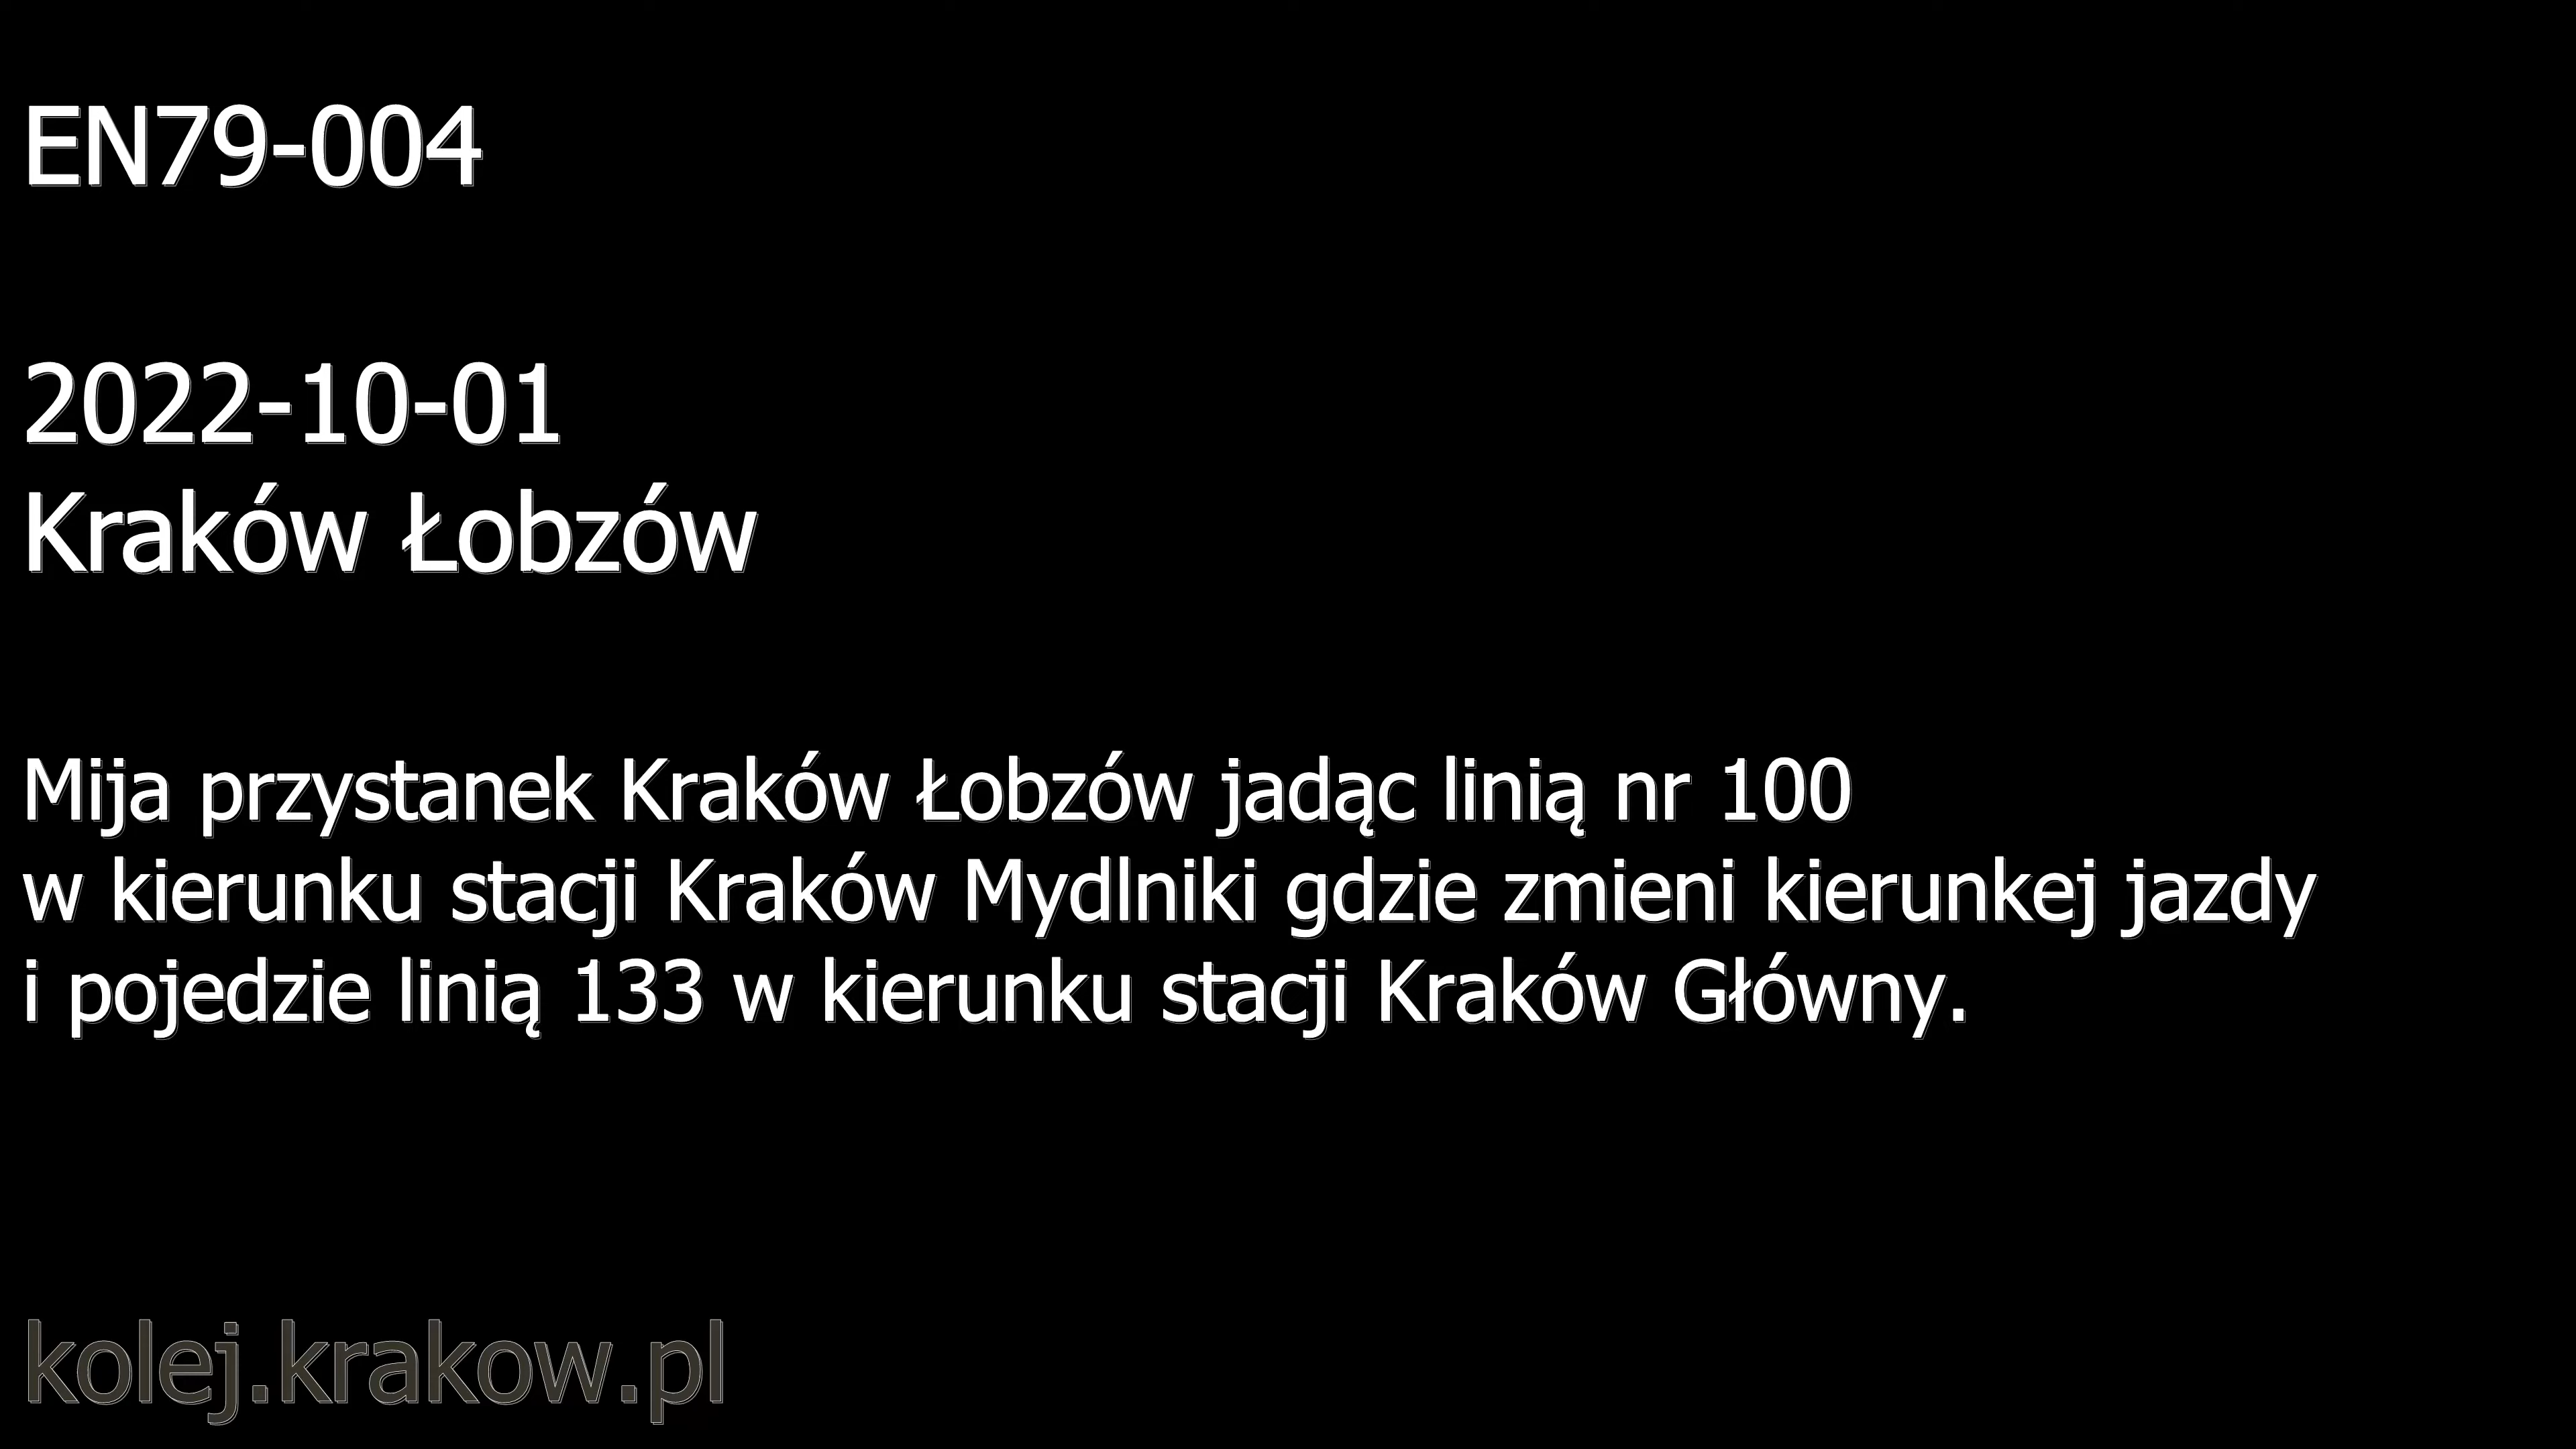 EN79-004
2022-10-01
Kraków Łobzów
Mija przystanek Kraków Łobzów jadąc linią nr 100
w kierunku stacji Kraków Mydlniki gdzie zmieni kierunkej jazdy
i pojedzie linią 133 w kierunku stacji Kraków Główny.
kolej.krakow.pl